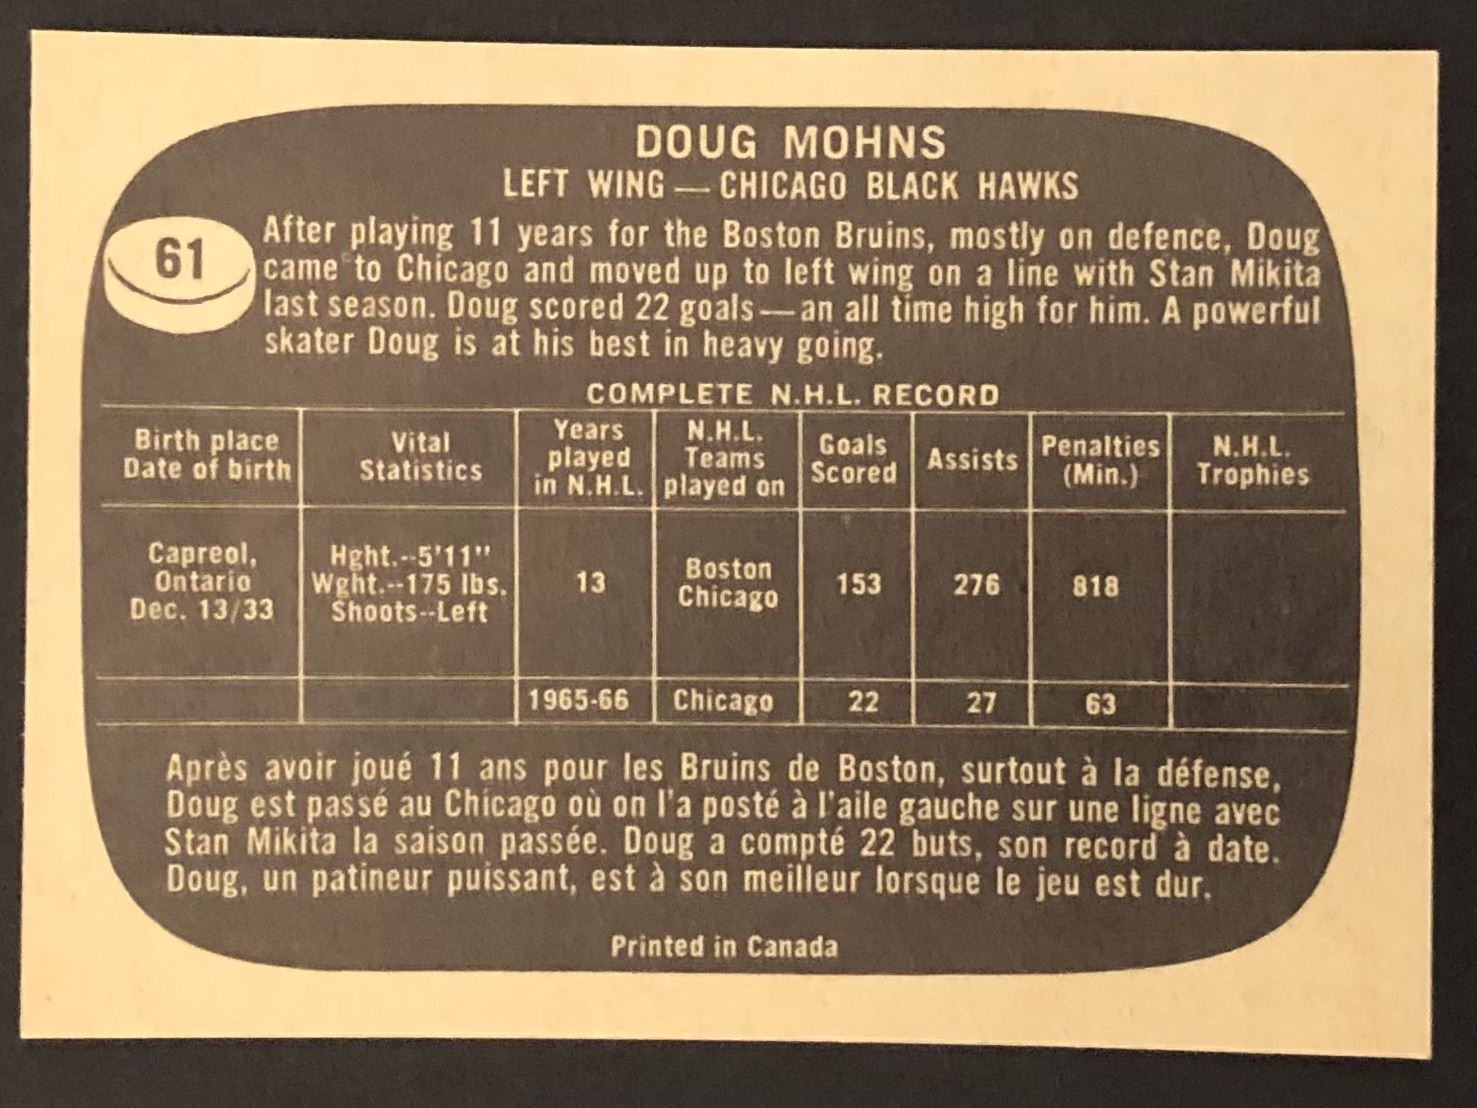 DOUG MOHNS
LEFT WING — CHICAGO BLACK HAWKS
61
After playing 11 years for the Boston Bruins, mostly on defence, Doug
came to Chicago and moved up to left wing on a line with Stan Mikita
last season. Doug scored 22 goals — an all time high for him. A powerful
skater Doug is at his best in heavy going.
COMPLETE N.H.L. RECORD
Birth place
Date of birth
Vital
Statistics
Years
played
in N.H.L.
N.H.L.
Teams
played on
Goals
Scored
Assists
Penalties
(Min.)
N.H.L.
Trophies
Capreol,
Ontario
Dec. 13/33
Hght.--5'11"
Wght.--175 lbs.
Shoots--Left
13
Boston
Chicago
153
276
818
1965-66
Chicago
22
27
63
Après avoir joué 11 ans pour les Bruins de Boston, surtout à la défense,
Doug est passé au Chicago où on l'a posté à l'aile gauche sur une ligne avec
Stan Mikita la saison passée. Doug a compté 22 buts, son record à date.
Doug, un patineur puissant, est à son meilleur lorsque le jeu est dur.
Printed in Canada